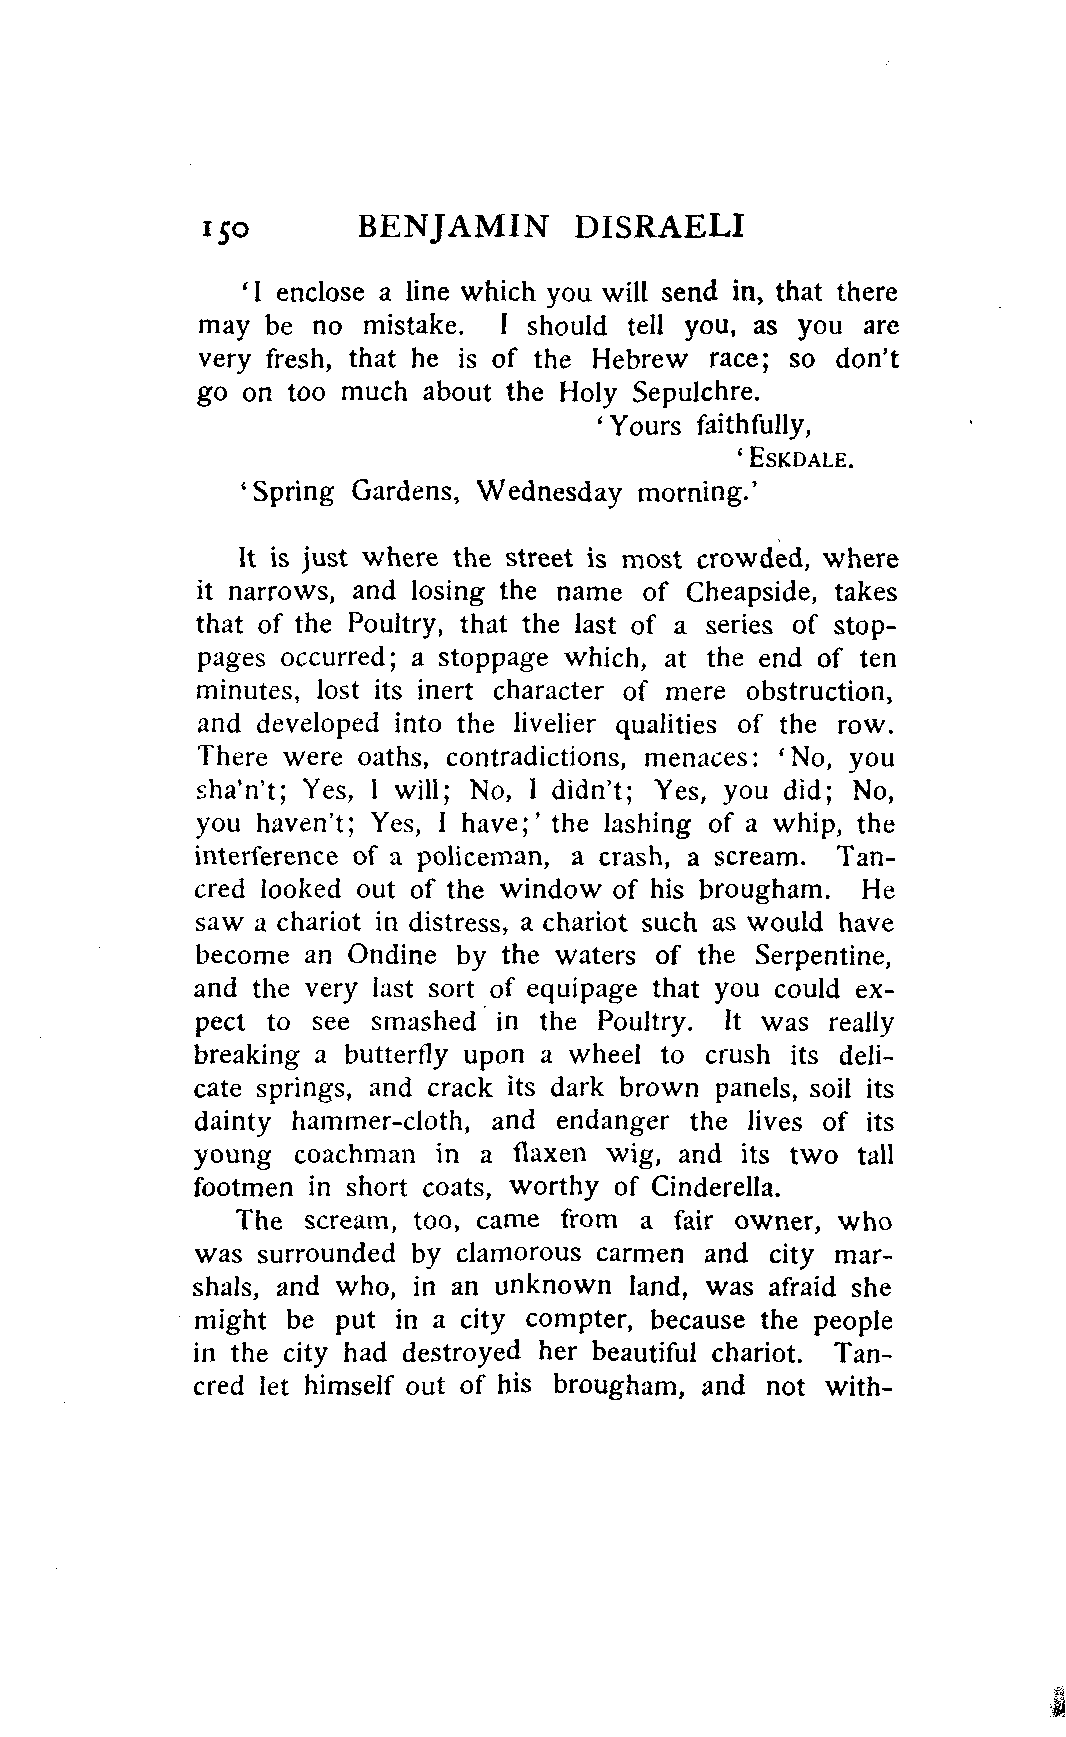 150 BENJAMIN DISRAELI
‘I enclose a line which you will send in, that there
may be no mistake. I should tell you, as you are
very fresh, that he is of the Hebrew race; so don't
go on too much about the Holy Sepulchre.
‘Yours faithfully,
‘ESKDALE.
‘Spring Gardens, Wednesday morning.’
It is just where the street is most crowded, where
it narrows, and losing the name of Cheapside, takes
that of the Poultry, that the last of a series of stop-
pages occurred; a stoppage which, at the end of ten
minutes, lost its inert character of mere obstruction,
and developed into the livelier qualities of the row.
There were oaths, contradictions, menaces: ‘No, you
sha'n't; Yes, I will; No, I didn't; Yes, you did; No,
you haven't; Yes, I have;’ the lashing of a whip, the
interference of a policeman, a crash, a scream. Tan-
cred looked out of the window of his brougham. He
saw a chariot in distress, a chariot such as would have
become an Ondine by the waters of the Serpentine,
and the very last sort of equipage that you could ex-
pect to see smashed in the Poultry. It was really
breaking a butterfly upon a wheel to crush its deli-
cate springs, and crack its dark brown panels, soil its
dainty hammer-cloth, and endanger the lives of its
young coachman in a flaxen wig, and its two tall
footmen in short coats, worthy of Cinderella.
The scream, too, came from a fair owner, who
was surrounded by clamorous carmen and city mar-
shals, and who, in an unknown land, was afraid she
might be put in a city compter, because the people
in the city had destroyed her beautiful chariot. Tan-
cred let himself out of his brougham, and not with-